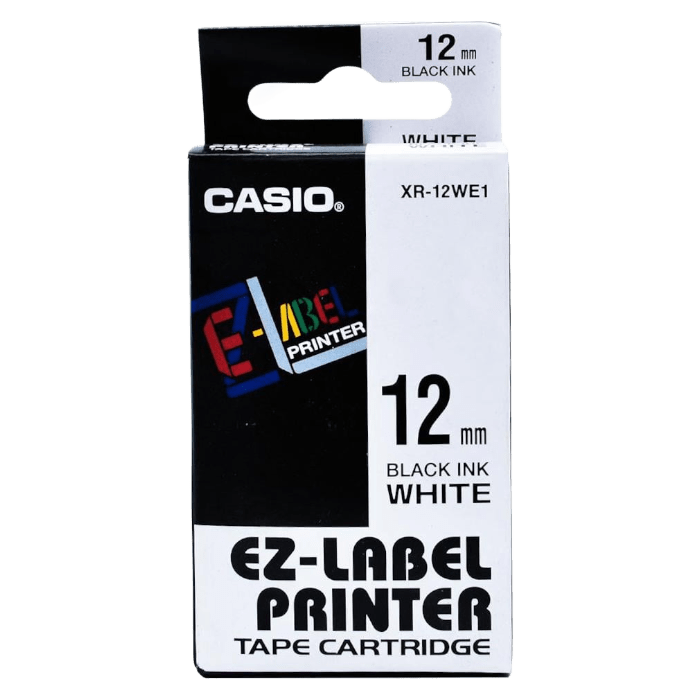 12 mm
BLACK INK
WHITE
PRINTER
CASIO®
XR-12WE1
EZ-LABEL
PRINTER
12 mm
BLACK INK
WHITE
EZ-LABEL
PRINTER
TAPE CARTRIDGE